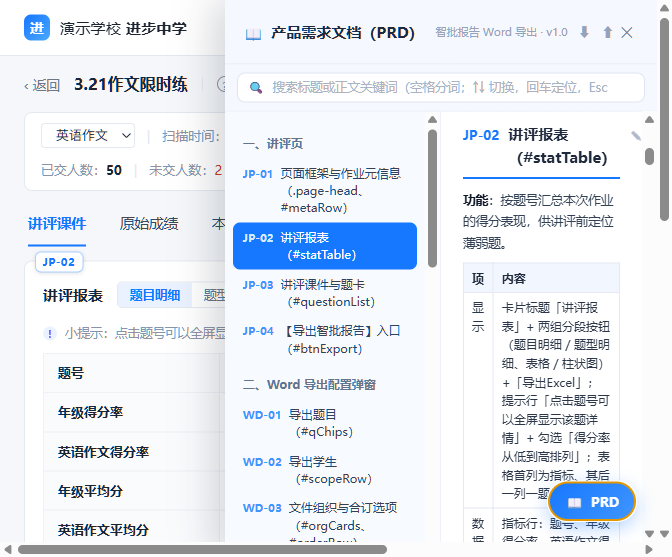 进 演示学校 进步中学
‹ 返回 3.21作文限时练
英语作文 扫描时间：
已交人数：50 未交人数：2
讲评课件 原始成绩
JP-02
讲评报表 题目明细
! 小提示：点击题号可以全屏显
题号
年级得分率
英语作文得分率
年级平均分
英语作文平均分
产品需求文档（PRD） 智批报告 Word 导出 · v1.0 ⬇ ⬆ ✕
搜索标题或正文关键词（空格分词；↑↓ 切换，回车定位，Esc
一、讲评页
JP-01 页面框架与作业元信息
（.page-head、
#metaRow）
JP-02 讲评报表
（#statTable）
JP-03 讲评课件与题卡
（#questionList）
JP-04 【导出智批报告】入口
（#btnExport）
二、Word 导出配置弹窗
WD-01 导出题目
（#qChips）
WD-02 导出学生
（#scopeRow）
WD-03 文件组织与合订选项
（#orgCards、
JP-02 讲评报表
（#statTable）
功能：按题号汇总本次作业
的得分表现，供讲评前定位
薄弱题。
项 内容
显示 卡片标题「讲评报
表」+ 两组分段按钮
（题目明细 / 题型明
细、表格 / 柱状图）
+「导出Excel」；
提示行「点击题号可
以全屏显示该题详
情」+ 勾选「得分率
从低到高排列」；表
格首列为指标、其后
一列一题
PRD
数 指标行：题号、年级